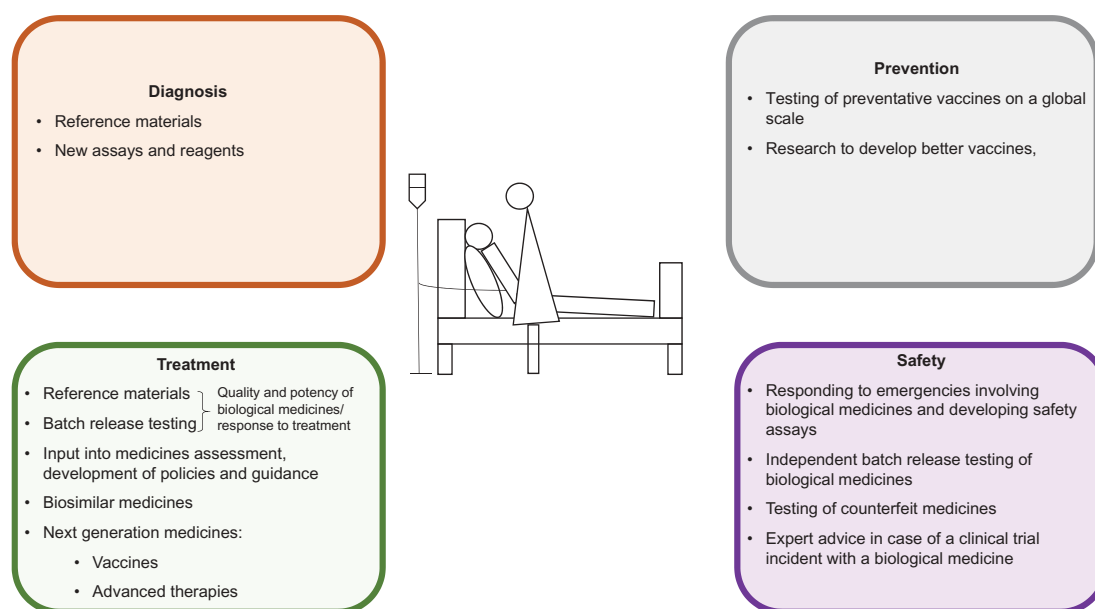 Diagnosis
• Reference materials
• New assays and reagents
Prevention
• Testing of preventative vaccines on a global
scale
• Research to develop better vaccines,
Treatment
• Reference materials
• Batch release testing
Quality and potency of
biological medicines/
response to treatment
• Input into medicines assessment,
development of policies and guidance
• Biosimilar medicines
• Next generation medicines:
• Vaccines
• Advanced therapies
Safety
• Responding to emergencies involving
biological medicines and developing safety
assays
• Independent batch release testing of
biological medicines
• Testing of counterfeit medicines
• Expert advice in case of a clinical trial
incident with a biological medicine